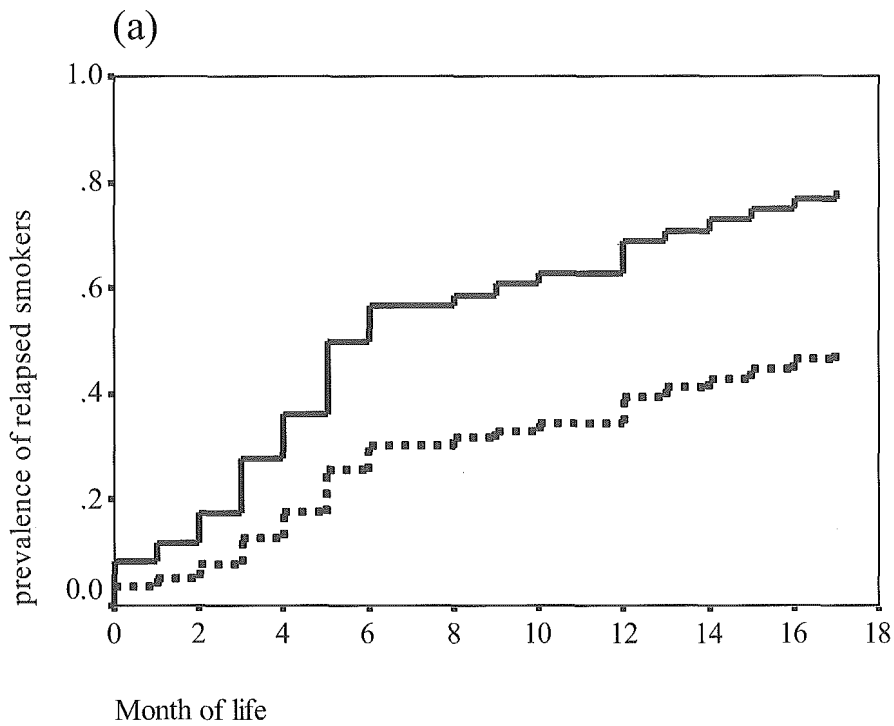 (a)
1.0
.8
.6
.4
.2
0.0
0 2 4 6 8 10 12 14 16 18
prevalence of relapsed smokers
Month of life